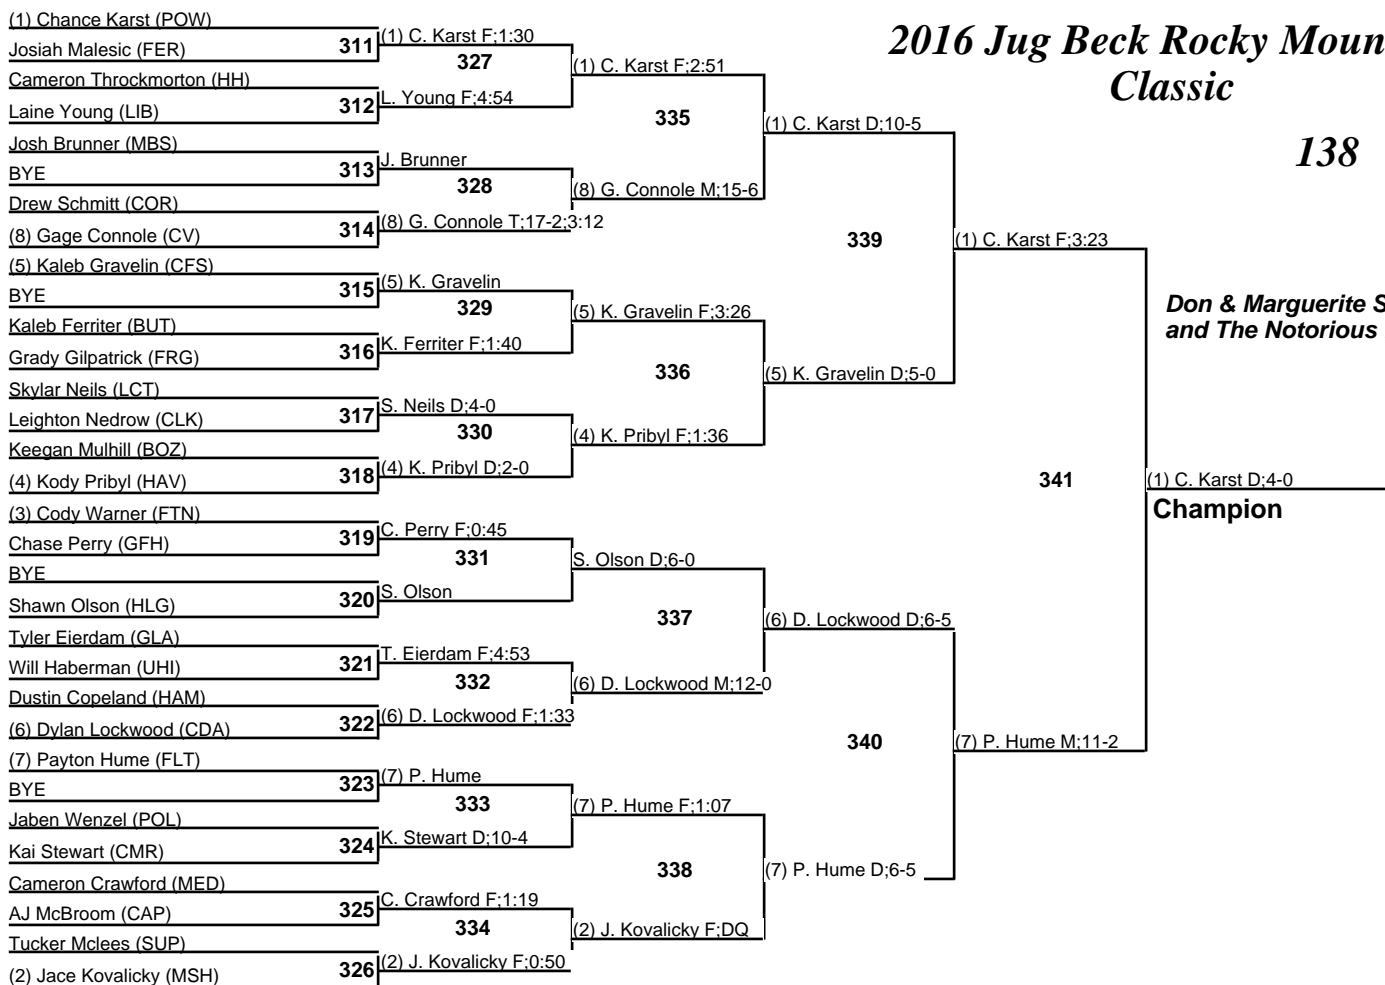 2016 Jug Beck Rocky Moun
Classic
138
Don & Marguerite S
and The Notorious
(1) Chance Karst (POW)
Josiah Malesic (FER)
Cameron Throckmorton (HH)
Laine Young (LIB)
Josh Brunner (MBS)
BYE
Drew Schmitt (COR)
(8) Gage Connole (CV)
(5) Kaleb Gravelin (CFS)
BYE
Kaleb Ferriter (BUT)
Grady Gilpatrick (FRG)
Skylar Neils (LCT)
Leighton Nedrow (CLK)
Keegan Mulhill (BOZ)
(4) Kody Pribyl (HAV)
(3) Cody Warner (FTN)
Chase Perry (GFH)
BYE
Shawn Olson (HLG)
Tyler Eierdam (GLA)
Will Haberman (UHI)
Dustin Copeland (HAM)
(6) Dylan Lockwood (CDA)
(7) Payton Hume (FLT)
BYE
Jaben Wenzel (POL)
Kai Stewart (CMR)
Cameron Crawford (MED)
AJ McBroom (CAP)
Tucker Mclees (SUP)
(2) Jace Kovalicky (MSH)
311
312
313
314
315
316
317
318
319
320
321
322
323
324
325
326
(1) C. Karst F;1:30
327
L. Young F;4:54
J. Brunner
328
(8) G. Connole T;17-2;3:12
(5) K. Gravelin
329
K. Ferriter F;1:40
S. Neils D;4-0
330
(4) K. Pribyl D;2-0
C. Perry F;0:45
331
S. Olson
T. Eierdam F;4:53
332
(6) D. Lockwood F;1:33
(7) P. Hume
333
K. Stewart D;10-4
C. Crawford F;1:19
334
(2) J. Kovalicky F;0:50
(1) C. Karst F;2:51
335
(8) G. Connole M;15-6
(5) K. Gravelin F;3:26
336
(4) K. Pribyl F;1:36
S. Olson D;6-0
337
(6) D. Lockwood M;12-0
(7) P. Hume F;1:07
338
(2) J. Kovalicky F;DQ
(1) C. Karst D;10-5
339
(5) K. Gravelin D;5-0
(6) D. Lockwood D;6-5
340
(7) P. Hume D;6-5
(1) C. Karst F;3:23
341
(7) P. Hume M;11-2
(1) C. Karst D;4-0
Champion